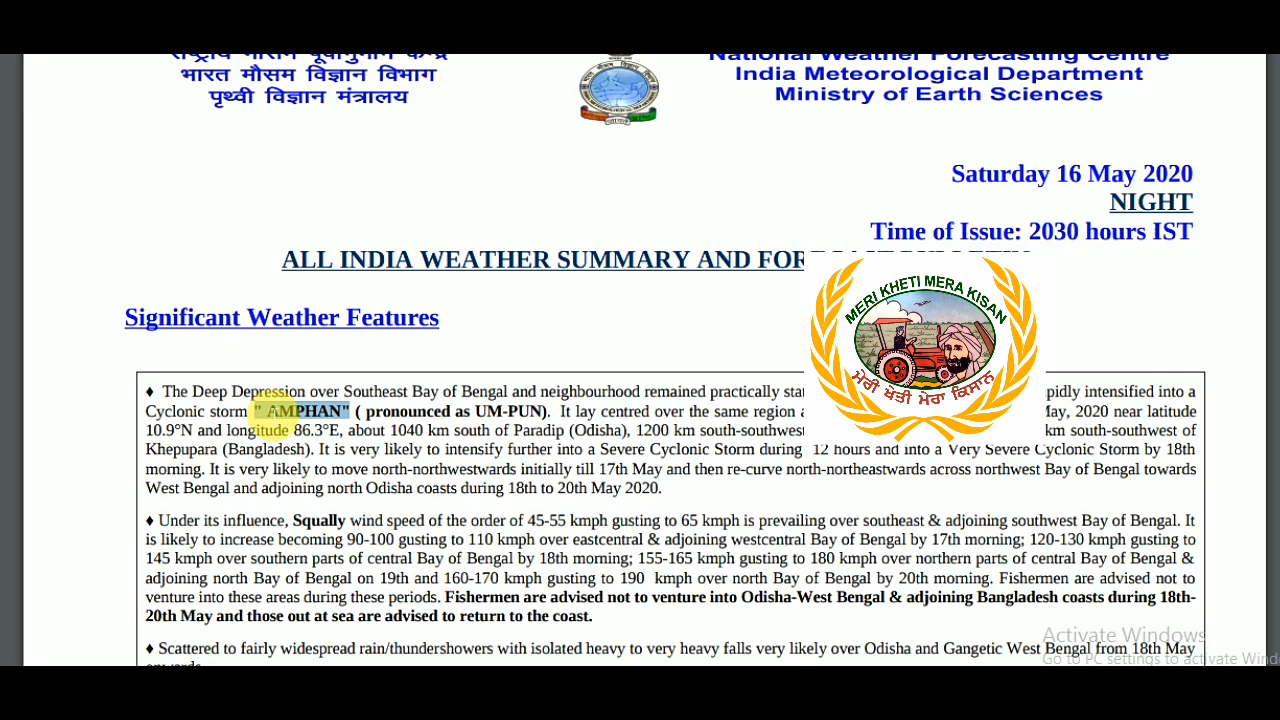 राष्ट्रीय मौसम पूर्वानुमान केन्द्र
भारत मौसम विज्ञान विभाग
पृथ्वी विज्ञान मंत्रालय
National Weather Forecasting Centre
India Meteorological Department
Ministry of Earth Sciences
Saturday 16 May 2020
NIGHT
Time of Issue: 2030 hours IST
ALL INDIA WEATHER SUMMARY AND FOR
MERI KHETI MERA KISAN
ਮੇਰੀ ਖੇਤੀ ਮੇਰਾ ਕਿਸਾਨ
Significant Weather Features
♦ The Deep Depression over Southeast Bay of Bengal and neighbourhood remained practically intensified into a
Cyclonic storm " AMPHAN" ( pronounced as UM-PUN). It lay centred over the same region 2020 near latitude
10.9°N and longitude 86.3°E, about 1040 km south of Paradip (Odisha), 1200 km south-southwest km south-southwest of
Khepupara (Bangladesh). It is very likely to intensify further into a Severe Cyclonic Storm during 12 hours and into a Very Severe Cyclonic Storm by 18th
morning. It is very likely to move north-northwestwards initially till 17th May and then re-curve north-northeastwards across northwest Bay of Bengal towards
West Bengal and adjoining north Odisha coasts during 18th to 20th May 2020.
♦ Under its influence, Squally wind speed of the order of 45-55 kmph gusting to 65 kmph is prevailing over southeast & adjoining southwest Bay of Bengal. It
is likely to increase becoming 90-100 gusting to 110 kmph over eastcentral & adjoining westcentral Bay of Bengal by 17th morning; 120-130 kmph gusting to
145 kmph over southern parts of central Bay of Bengal by 18th morning; 155-165 kmph gusting to 180 kmph over northern parts of central Bay of Bengal &
adjoining north Bay of Bengal on 19th and 160-170 kmph gusting to 190 kmph over north Bay of Bengal by 20th morning. Fishermen are advised not to
venture into these areas during these periods. Fishermen are advised not to venture into Odisha-West Bengal & adjoining Bangladesh coasts during 18th-
20th May and those out at sea are advised to return to the coast.
♦ Scattered to fairly widespread rain/thundershowers with isolated heavy to very heavy falls very likely over Odisha and Gangetic West Bengal from 18th May
Activate Windows
Go to PC settings to activate Wind